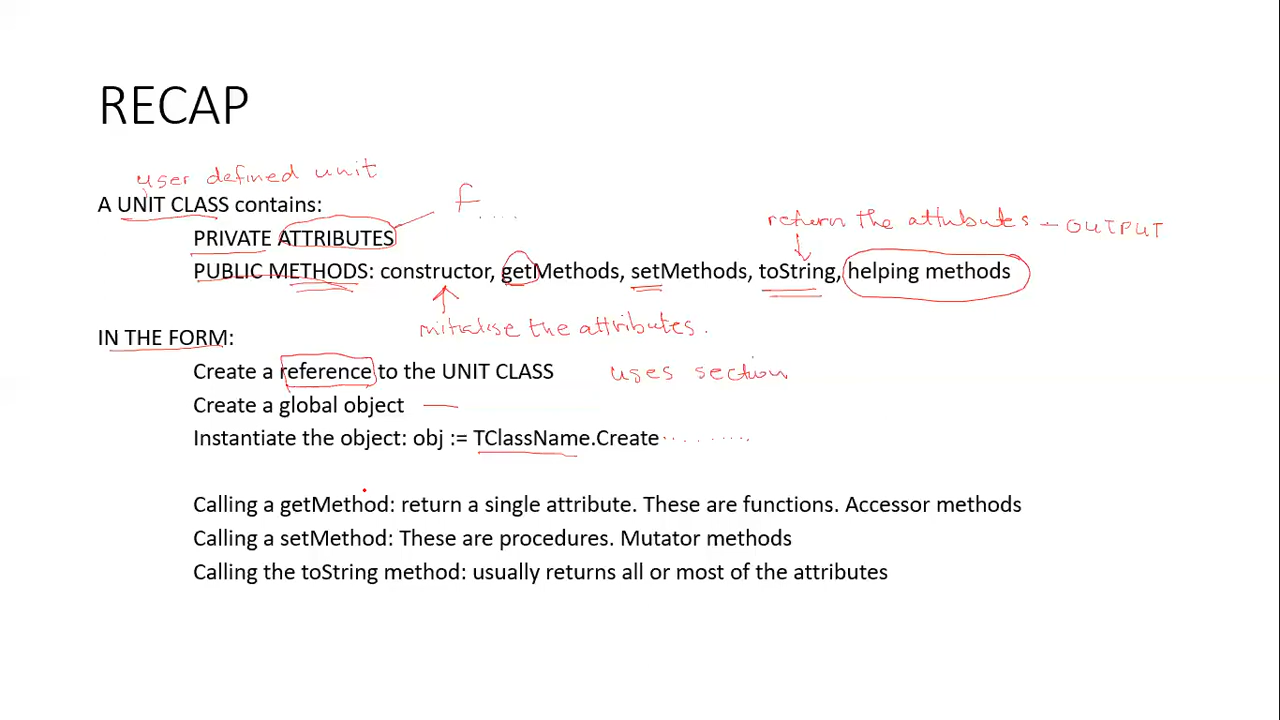 RECAP
user defined unit
A UNIT CLASS contains:
f....
return the attributes - OUTPUT
PRIVATE ATTRIBUTES
PUBLIC METHODS: constructor, getMethods, setMethods, toString, helping methods
initialise the attributes.
IN THE FORM:
Create a reference to the UNIT CLASS uses section
Create a global object
Instantiate the object: obj := TClassName.Create........
Calling a getMethod: return a single attribute. These are functions. Accessor methods
Calling a setMethod: These are procedures. Mutator methods
Calling the toString method: usually returns all or most of the attributes